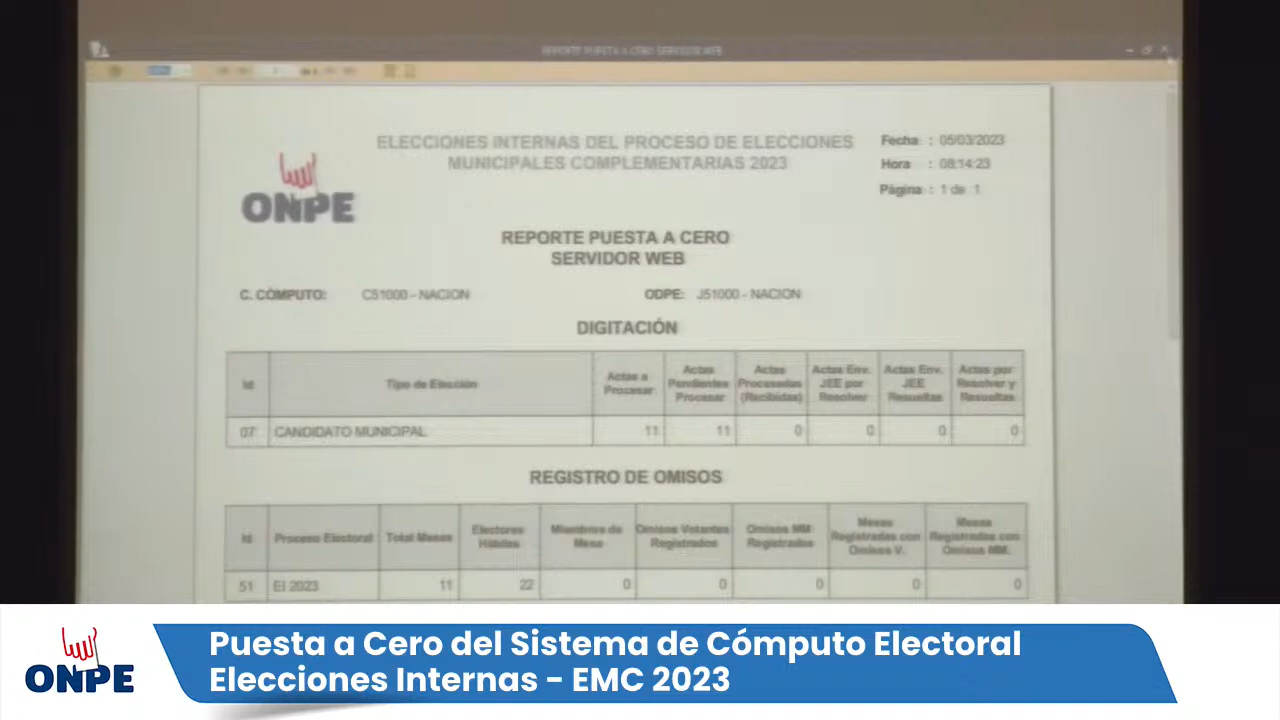 REPORTE PUESTA A CERO SERVIDOR WEB
ELECCIONES INTERNAS DEL PROCESO DE ELECCIONES
MUNICIPALES COMPLEMENTARIAS 2023
Fecha : 05/03/2023
Hora : 08:14:23
Página : 1 de 1
ONPE
REPORTE PUESTA A CERO
SERVIDOR WEB
C. CÓMPUTO: C51000 - NACION ODPE: J51000 - NACION
DIGITACIÓN
Id Tipo de Elección Actas a Procesar Actas Pendientes Procesar Actas Procesadas (Recibidas) Actas Env. JEE por Resolver Actas Env. JEE Resueltas Actas por Resolver y Resueltas
07 CANDIDATO MUNICIPAL 11 11 0 0 0 0
REGISTRO DE OMISOS
Id Proceso Electoral Total Mesas Electores Hábiles Miembros de Mesa Omisos Votantes Registrados Omisos MM. Registrados Mesas Registradas con Omisos V. Mesas Registradas con Omisos MM.
51 EI 2023 11 22 0 0 0 0 0
ONPE
Puesta a Cero del Sistema de Cómputo Electoral
Elecciones Internas - EMC 2023